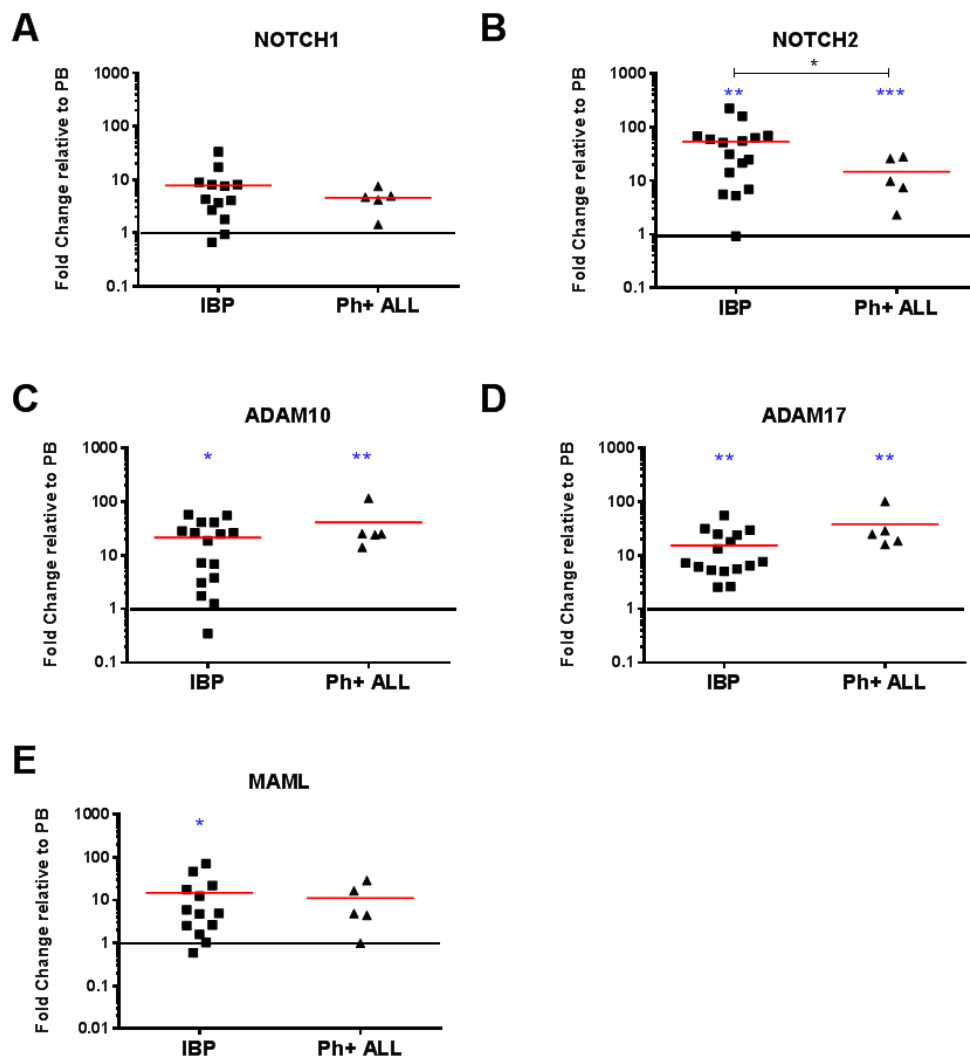 A
NOTCH1
Fold Change relative to PB
1000
100
10
1
0.1
IBP
Ph+ ALL
B
NOTCH2
*
** ***
Fold Change relative to PB
1000
100
10
1
0.1
IBP
Ph+ ALL
C
ADAM10
* **
Fold Change relative to PB
1000
100
10
1
0.1
IBP
Ph+ ALL
D
ADAM17
** **
Fold Change relative to PB
1000
100
10
1
0.1
IBP
Ph+ ALL
E
MAML
*
Fold Change relative to PB
1000
100
10
1
0.1
0.01
IBP
Ph+ ALL